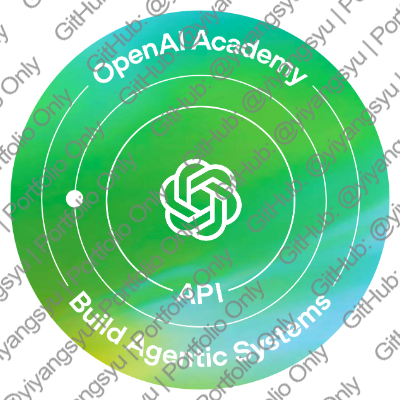 OpenAI Academy
API
Build Agentic Systems
GitHub: @yiyangsyu | Portfolio Only